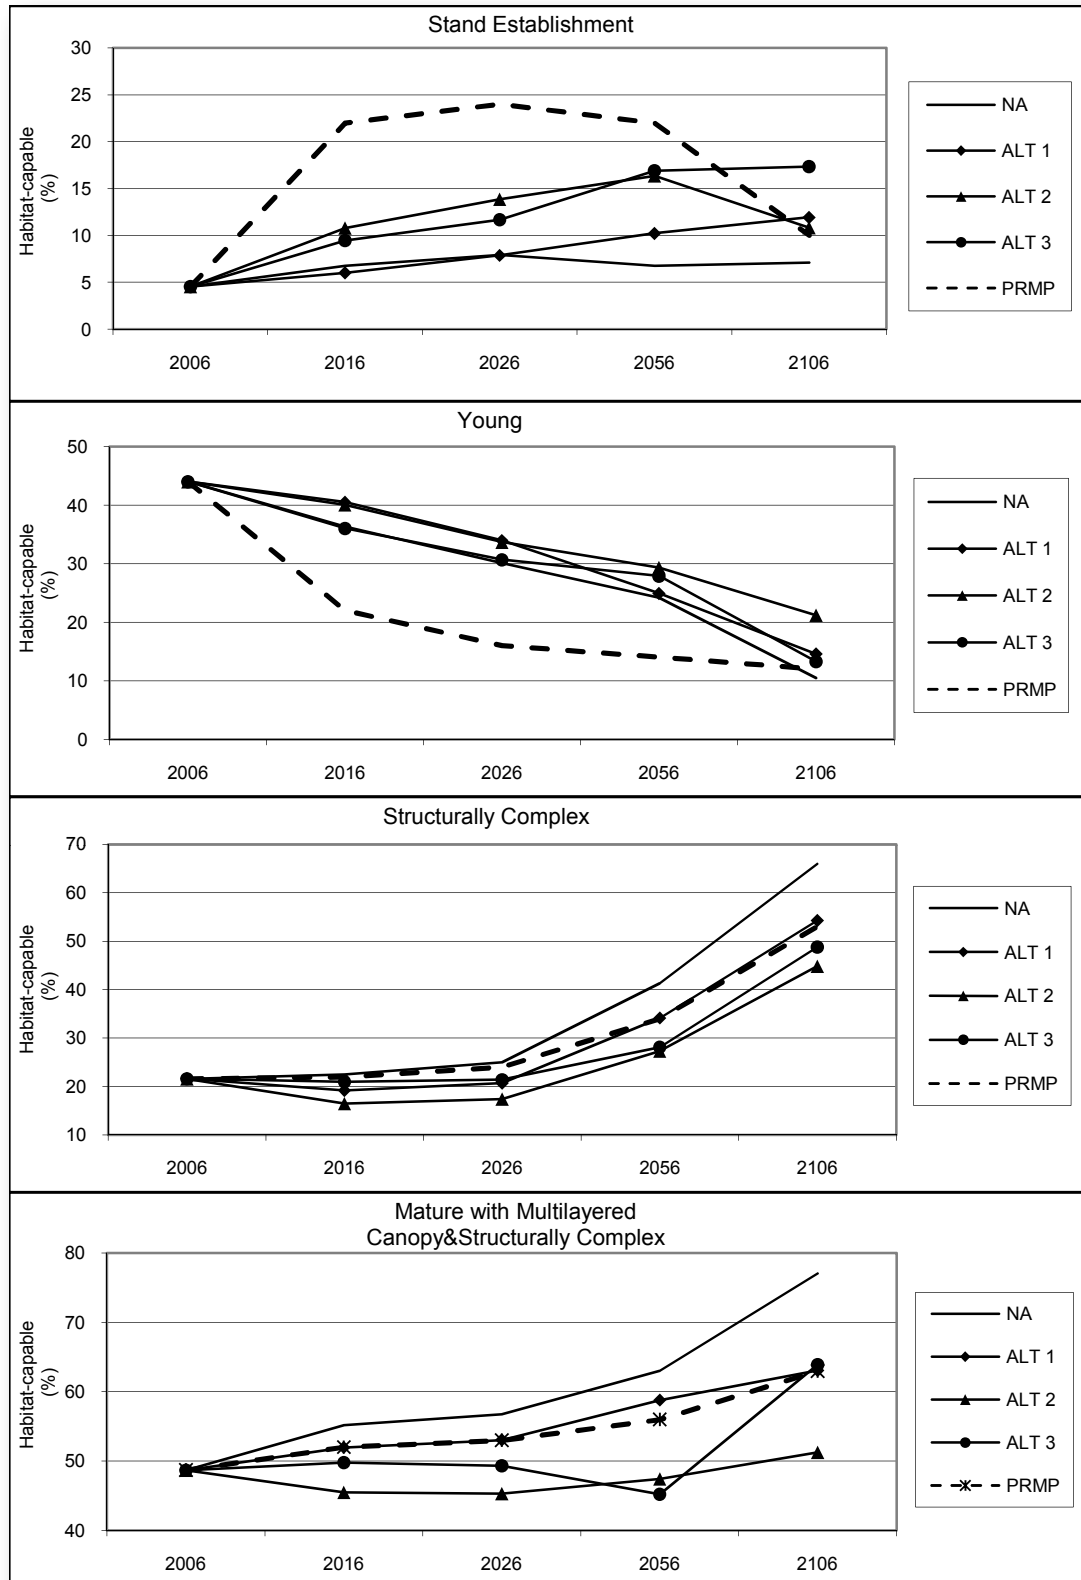 Stand Establishment
Habitat-capable
(%)
30
25
20
15
10
5
0
2006 2016 2026 2056 2106
NA
ALT 1
ALT 2
ALT 3
PRMP
Young
Habitat-capable
(%)
50
40
30
20
10
0
2006 2016 2026 2056 2106
NA
ALT 1
ALT 2
ALT 3
PRMP
Structurally Complex
Habitat-capable
(%)
70
60
50
40
30
20
10
2006 2016 2026 2056 2106
NA
ALT 1
ALT 2
ALT 3
PRMP
Mature with Multilayered
Canopy&Structurally Complex
Habitat-capable
(%)
80
70
60
50
40
2006 2016 2026 2056 2106
NA
ALT 1
ALT 2
ALT 3
PRMP